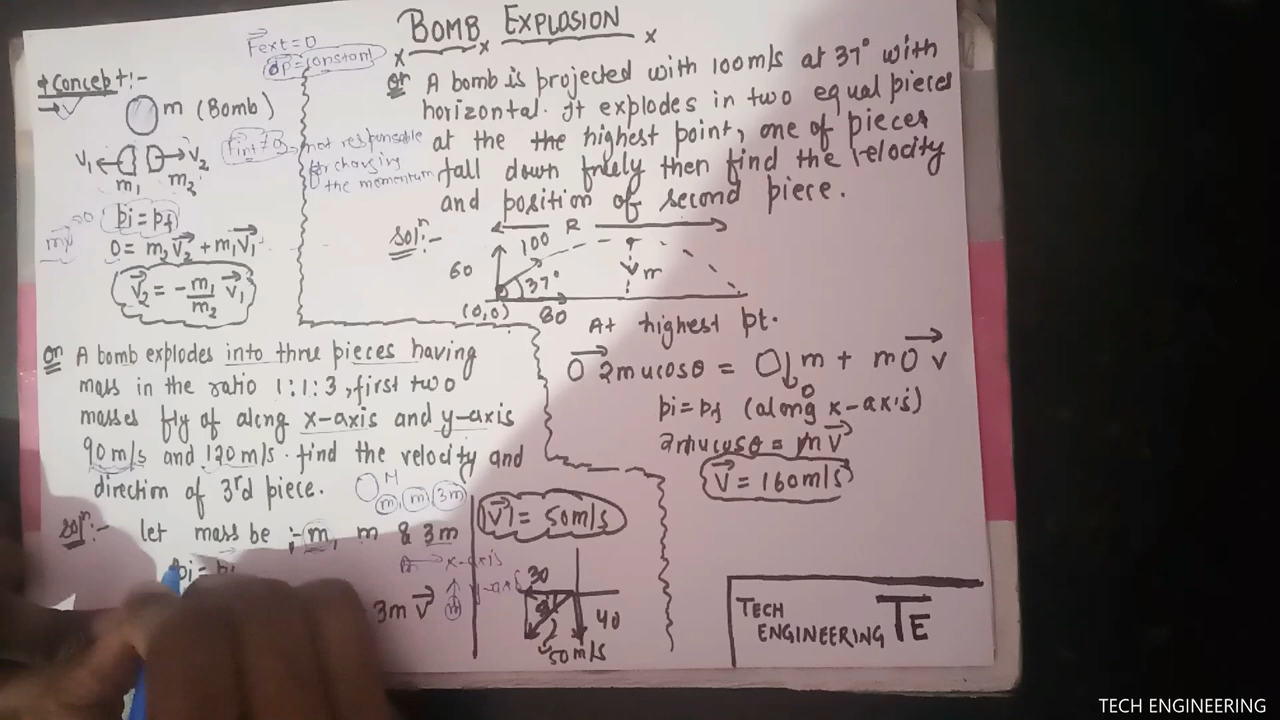 BOMB EXPLOSION
Fext = 0
dp = constant
* Concept:-
m (Bomb)
V₁ V₂
m₁ m₂
Fint ≠ 0, not responsible
for changing
the momentum
pi = pf
0 = m₂V₂ + m₁V₁
V₂ = -m₁/m₂ V₁
Qn A bomb is projected with 100m/s at 37° with
horizontal. It explodes in two equal pieces
at the the highest point, one of pieces
fall down freely then find the velocity
and position of second piece.
Solⁿ:-
R
100
60
37°
m
(0,0) 80
At highest pt.
2mucosθ = m + m v
0
pi = pf (along x-axis)
2mucosθ = mV
V = 160m/s
Qn A bomb explodes into three pieces having
mass in the ratio 1:1:3, first two
masses fly of along x-axis and y-axis
90m/s and 120m/s. find the velocity and
direction of 3rd piece.
M
m, m, 3m
Solⁿ:- let mass be :- m, m & 3m
x-axis
3m V
m
|V| = 50m/s
30
40
50m/s
TECH
ENGINEERING TE
TECH ENGINEERING